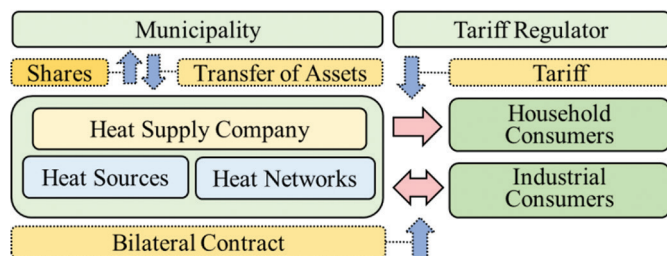 Municipality
Tariff Regulator
Shares
Transfer of Assets
Tariff
Heat Supply Company
Heat Sources
Heat Networks
Household
Consumers
Industrial
Consumers
Bilateral Contract